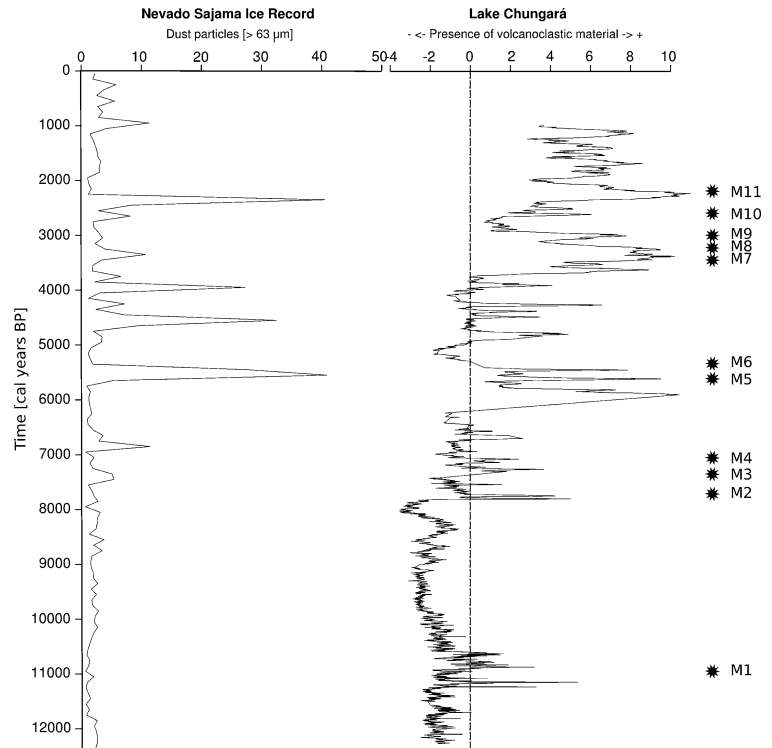 Nevado Sajama Ice Record
Lake Chungará
Dust particles [> 63 µm]
- <- Presence of volcanoclastic material -> +
0 10 20 30 40 50
-4 -2 0 2 4 6 8 10
0
1000
2000
3000
4000
5000
6000
7000
8000
9000
10000
11000
12000
Time [cal years BP]
M11
M10
M9
M8
M7
M6
M5
M4
M3
M2
M1